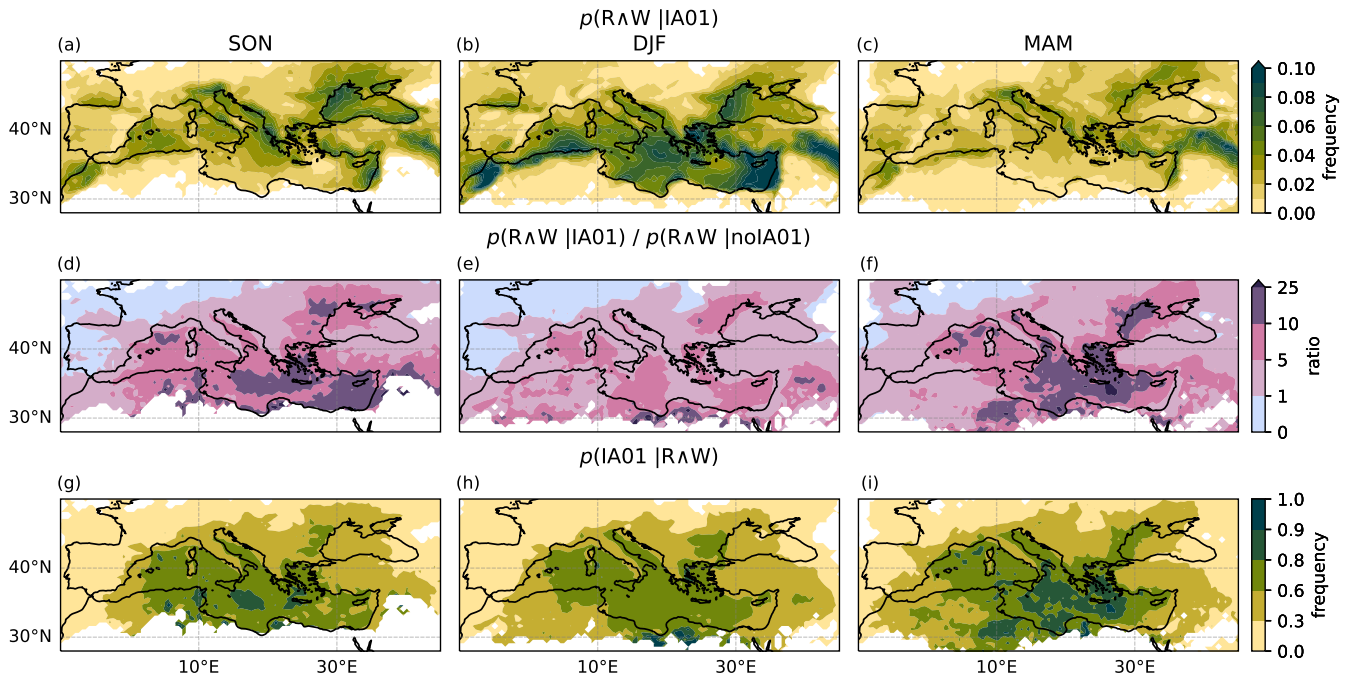 p(R∧W |IA01)
(a) SON (b) DJF (c) MAM
40°N
30°N
0.10
0.08
0.06
0.04
0.02
0.00
frequency
p(R∧W |IA01) / p(R∧W |noIA01)
(d) (e) (f)
40°N
30°N
25
10
5
1
0
ratio
p(IA01 |R∧W)
(g) (h) (i)
40°N
30°N
10°E 30°E 10°E 30°E 10°E 30°E
1.0
0.9
0.8
0.6
0.3
0.0
frequency